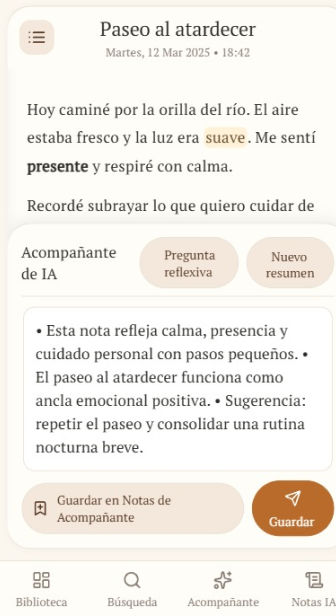 Paseo al atardecer
Martes, 12 Mar 2025 • 18:42
Hoy caminé por la orilla del río. El aire
estaba fresco y la luz era suave. Me sentí
presente y respiré con calma.
Recordé subrayar lo que quiero cuidar de
Acompañante
de IA
Pregunta
reflexiva
Nuevo
resumen
• Esta nota refleja calma, presencia y
cuidado personal con pasos pequeños. •
El paseo al atardecer funciona como
ancla emocional positiva. • Sugerencia:
repetir el paseo y consolidar una rutina
nocturna breve.
Guardar en Notas de
Acompañante
Guardar
Biblioteca
Búsqueda
Acompañante
Notas IA